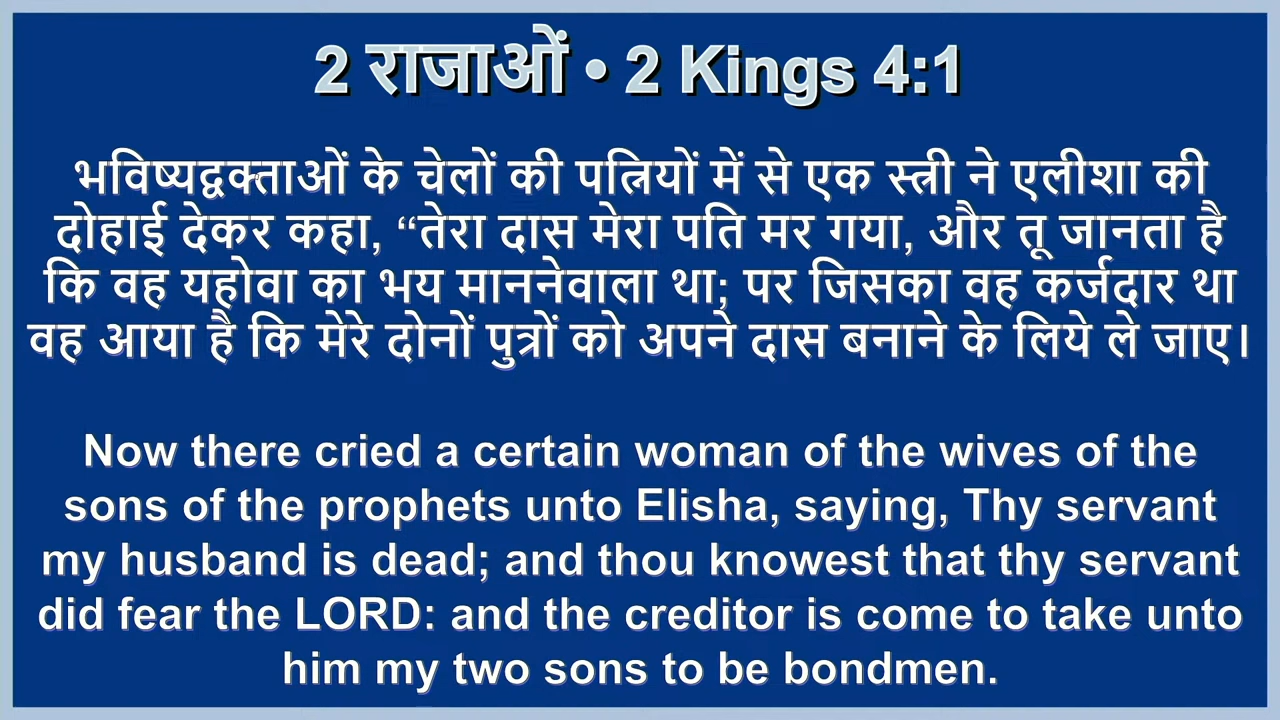 2 राजाओं • 2 Kings 4:1
भविष्यद्वक्ताओं के चेलों की पत्नियों में से एक स्त्री ने एलीशा की
दोहाई देकर कहा, “तेरा दास मेरा पति मर गया, और तू जानता है
कि वह यहोवा का भय माननेवाला था; पर जिसका वह कर्जदार था
वह आया है कि मेरे दोनों पुत्रों को अपने दास बनाने के लिये ले जाए।
Now there cried a certain woman of the wives of the
sons of the prophets unto Elisha, saying, Thy servant
my husband is dead; and thou knowest that thy servant
did fear the LORD: and the creditor is come to take unto
him my two sons to be bondmen.